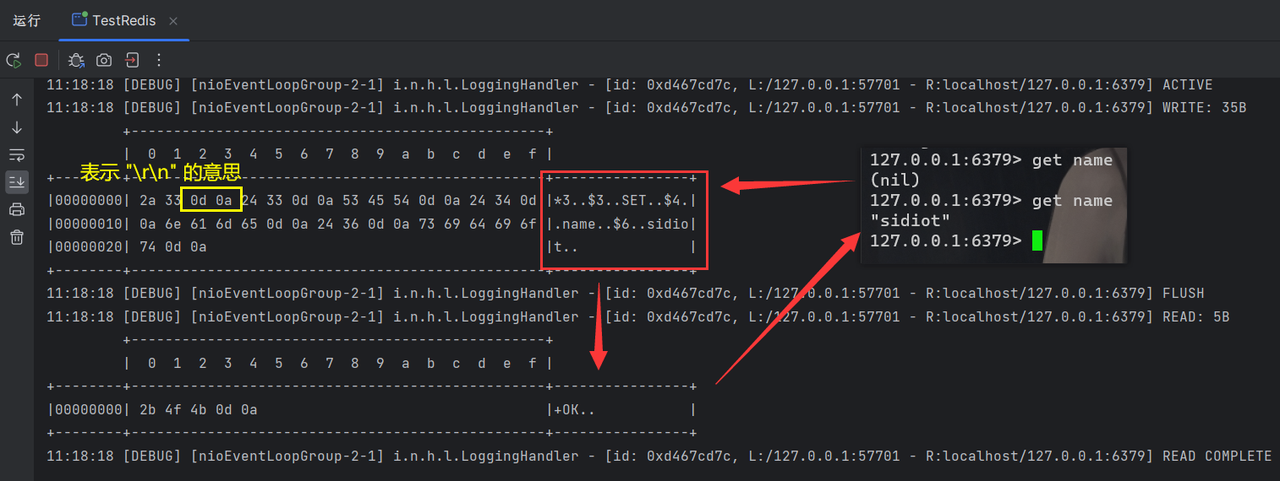 运行 TestRedis ×
11:18:18 [DEBUG] [nioEventLoopGroup-2-1] i.n.h.l.LoggingHandler - [id: 0xd467cd7c, L:/127.0.0.1:57701 - R:localhost/127.0.0.1:6379] ACTIVE
11:18:18 [DEBUG] [nioEventLoopGroup-2-1] i.n.h.l.LoggingHandler - [id: 0xd467cd7c, L:/127.0.0.1:57701 - R:localhost/127.0.0.1:6379] WRITE: 35B
+-------------------------------------------------+
| 0 1 2 3 4 5 6 7 8 9 a b c d e f |
表示 "\r\n" 的意思
+--------+-------------------------------------------------+----------------+
|00000000| 2a 33 0d 0a 24 33 0d 0a 53 45 54 0d 0a 24 34 0d |*3..$3..SET..$4.|
|00000010| 0a 6e 61 6d 65 0d 0a 24 36 0d 0a 73 69 64 69 6f |.name..$6..sidio|
|00000020| 74 0d 0a |t.. |
+--------+-------------------------------------------------+----------------+
127.0.0.1:6379> get name
(nil)
127.0.0.1:6379> get name
"sidiot"
127.0.0.1:6379>
11:18:18 [DEBUG] [nioEventLoopGroup-2-1] i.n.h.l.LoggingHandler - [id: 0xd467cd7c, L:/127.0.0.1:57701 - R:localhost/127.0.0.1:6379] FLUSH
11:18:18 [DEBUG] [nioEventLoopGroup-2-1] i.n.h.l.LoggingHandler - [id: 0xd467cd7c, L:/127.0.0.1:57701 - R:localhost/127.0.0.1:6379] READ: 5B
+-------------------------------------------------+
| 0 1 2 3 4 5 6 7 8 9 a b c d e f |
+--------+-------------------------------------------------+----------------+
|00000000| 2b 4f 4b 0d 0a |+OK.. |
+--------+-------------------------------------------------+----------------+
11:18:18 [DEBUG] [nioEventLoopGroup-2-1] i.n.h.l.LoggingHandler - [id: 0xd467cd7c, L:/127.0.0.1:57701 - R:localhost/127.0.0.1:6379] READ COMPLETE